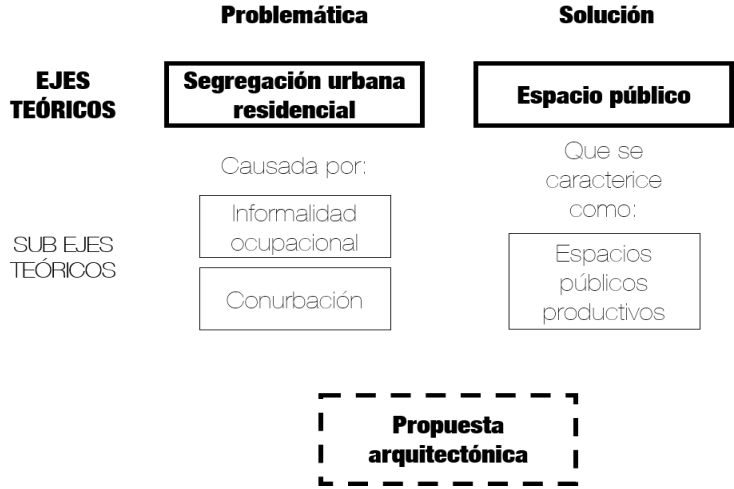 Problemática
Solución
EJES
TEÓRICOS
Segregación urbana
residencial
Espacio público
Causada por:
Que se
caracterice
como:
SUB EJES
TEÓRICOS
Informalidad
ocupacional
Conurbación
Espacios
públicos
productivos
Propuesta
arquitectónica